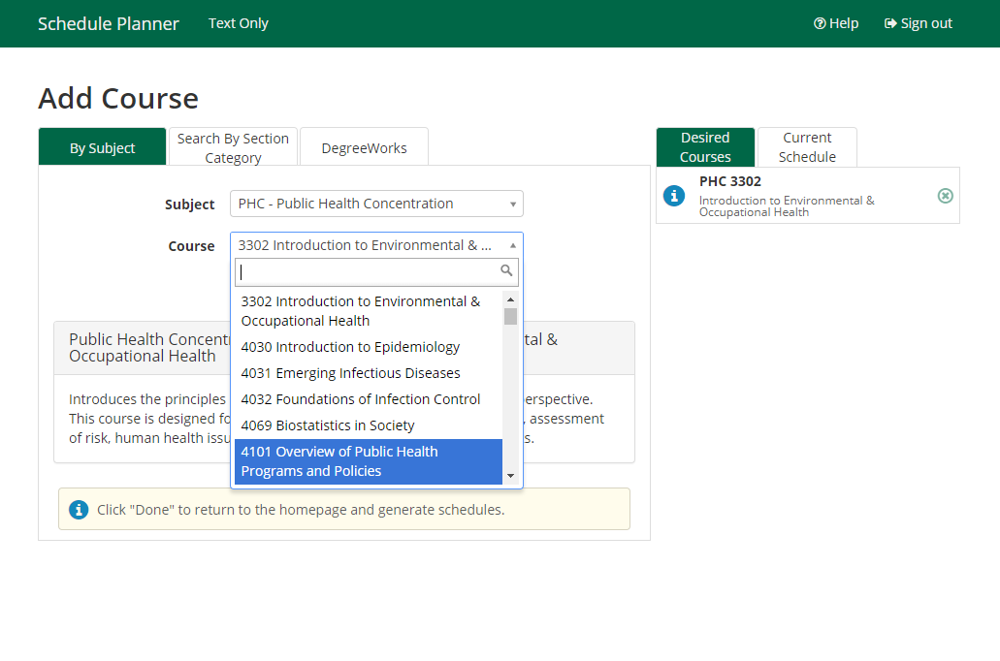 Schedule Planner
Text Only
Help
Sign out
Add Course
By Subject
Search By Section
Category
DegreeWorks
Desired
Courses
Current
Schedule
PHC 3302
Introduction to Environmental &
Occupational Health
Subject
PHC - Public Health Concentration
Course
3302 Introduction to Environmental & ...
3302 Introduction to Environmental &
Occupational Health
4030 Introduction to Epidemiology
4031 Emerging Infectious Diseases
4032 Foundations of Infection Control
4069 Biostatistics in Society
4101 Overview of Public Health
Programs and Policies
Public Health Concent tal &
Occupational Health
Introduces the principles erspective.
This course is designed fo , assessment
of risk, human health issu s.
Click "Done" to return to the homepage and generate schedules.